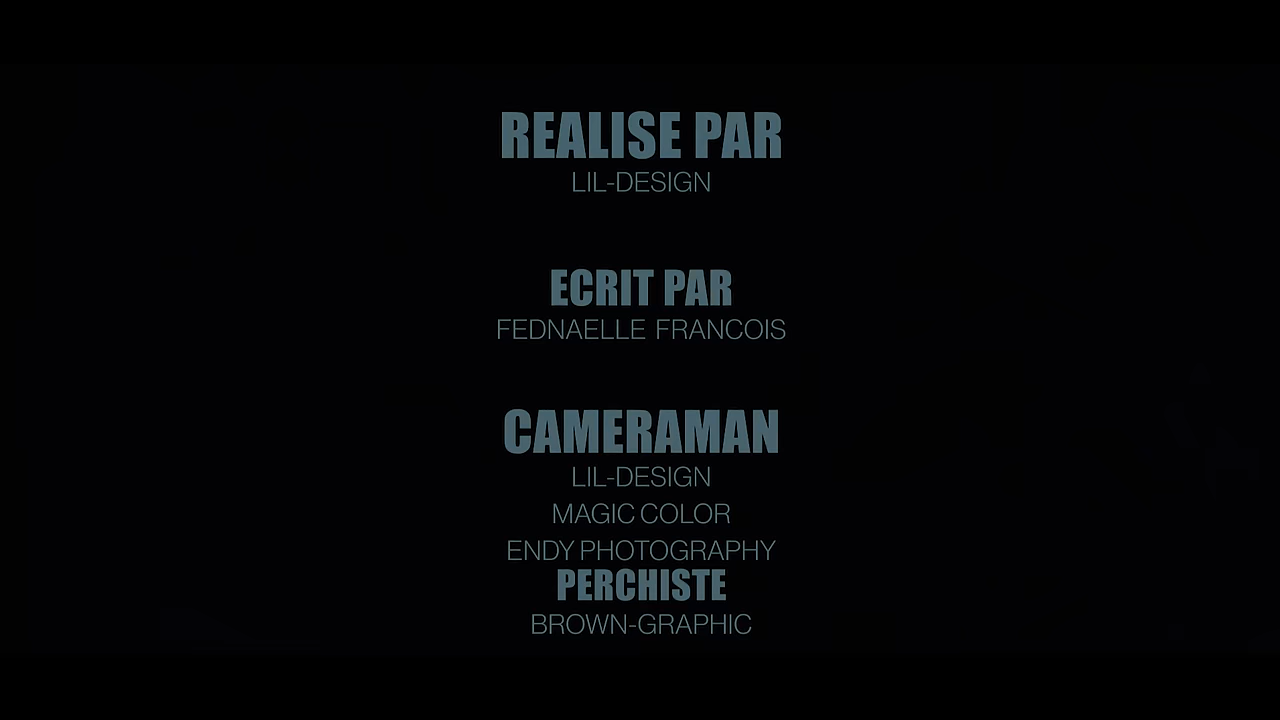 REALISE PAR
LIL-DESIGN
ECRIT PAR
FEDNAELLE FRANCOIS
CAMERAMAN
LIL-DESIGN
MAGIC COLOR
ENDY PHOTOGRAPHY
PERCHISTE
BROWN-GRAPHIC